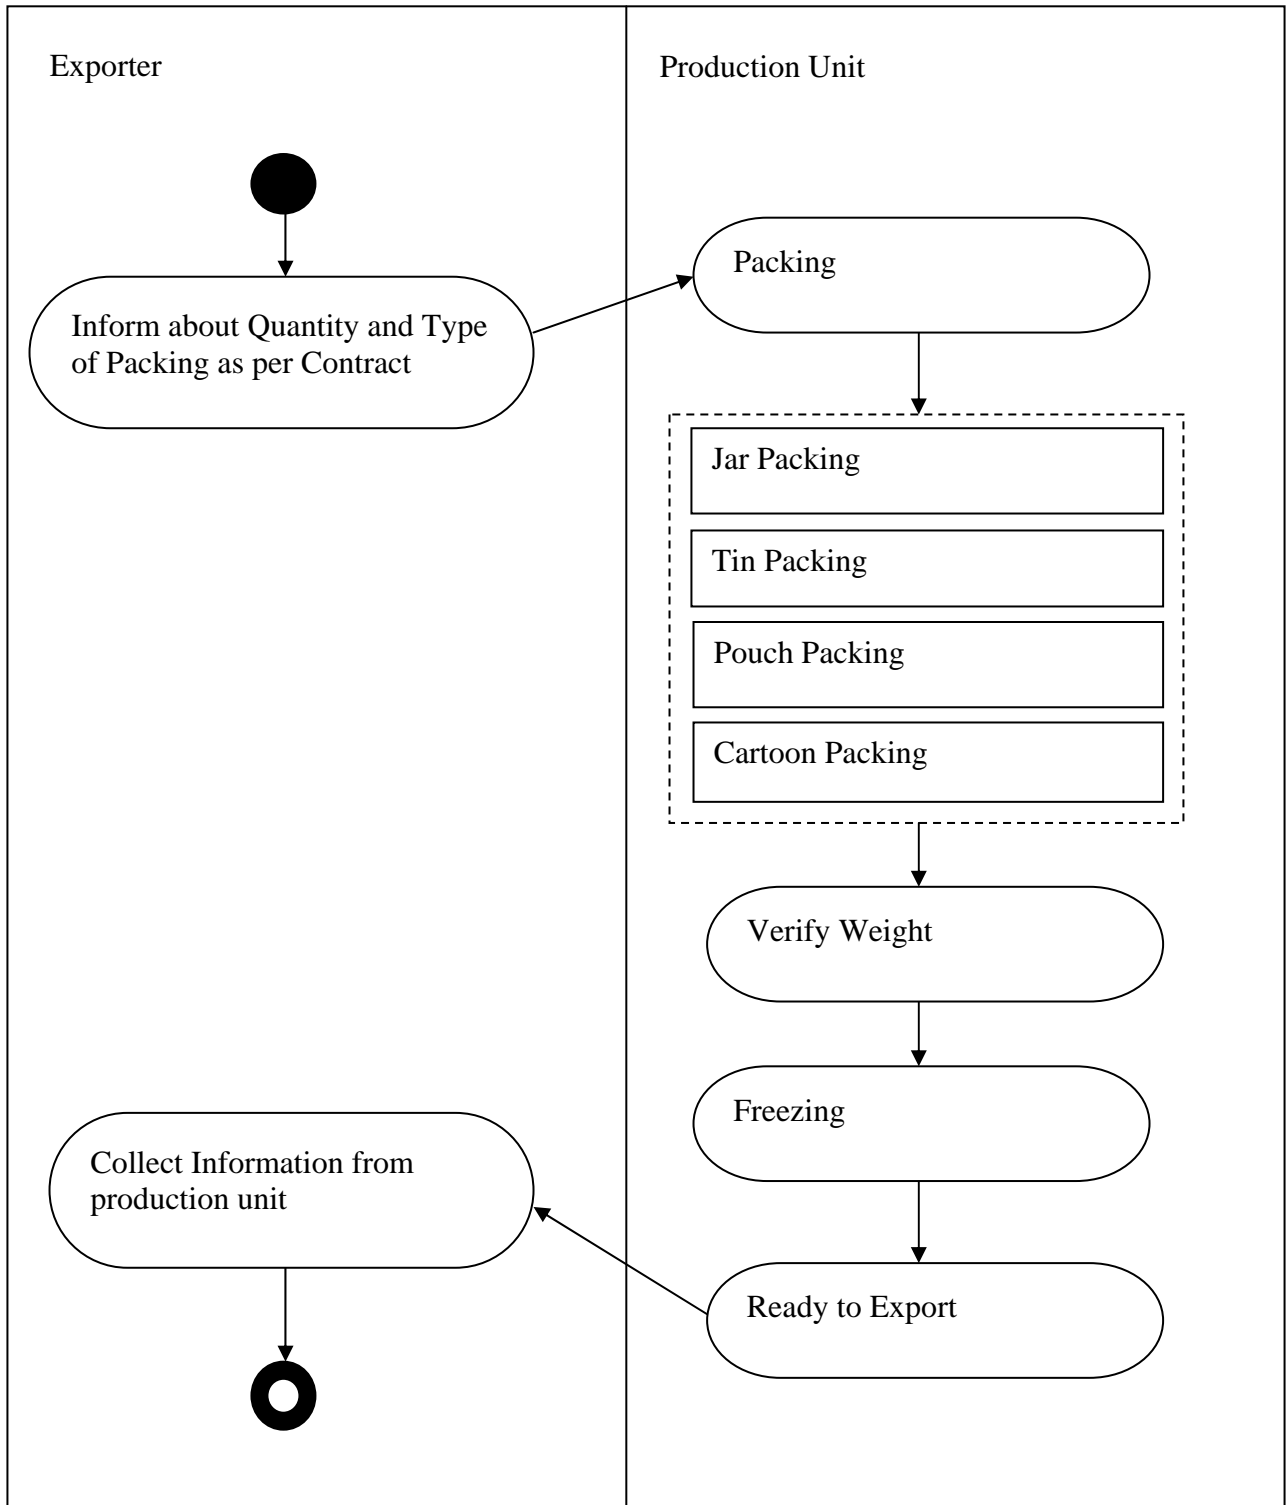 Exporter
Production Unit
Packing
Inform about Quantity and Type
of Packing as per Contract
Jar Packing
Tin Packing
Pouch Packing
Cartoon Packing
Verify Weight
Freezing
Collect Information from
production unit
Ready to Export